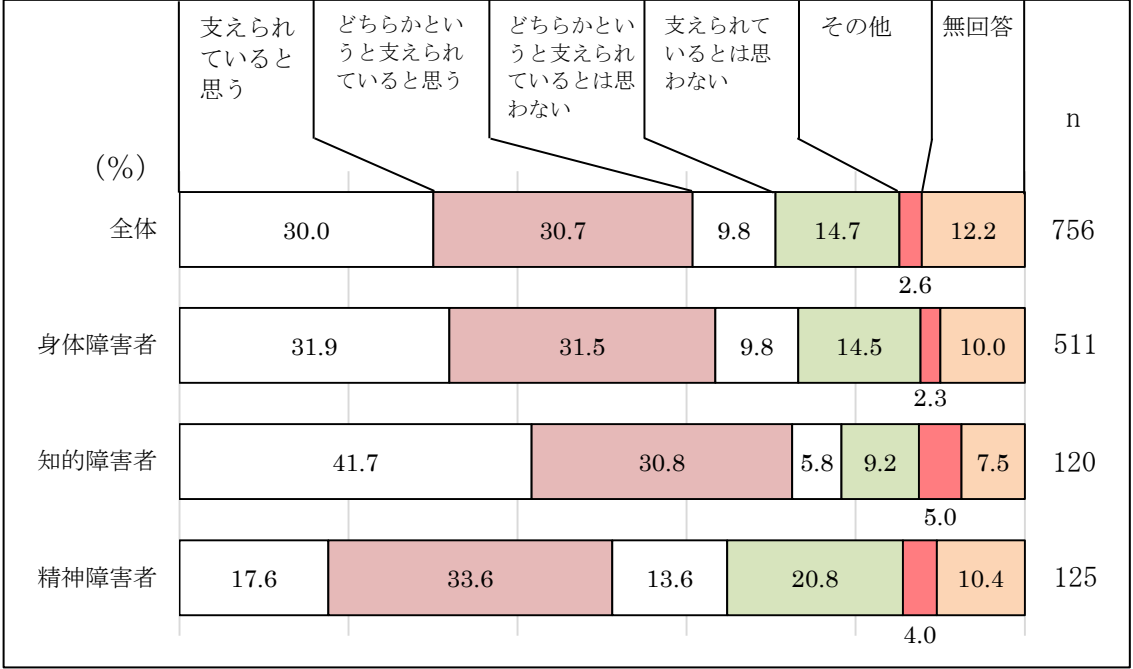 支えられ
ていると
思う
どちらかとい
うと支えられ
ていると思う
どちらかとい
うと支えられ
ているとは思
わない
支えられて
いるとは思
わない
その他
無回答
n
(%)
全体 30.0 30.7 9.8 14.7 12.2 756
2.6
身体障害者 31.9 31.5 9.8 14.5 10.0 511
2.3
知的障害者 41.7 30.8 5.8 9.2 7.5 120
5.0
精神障害者 17.6 33.6 13.6 20.8 10.4 125
4.0